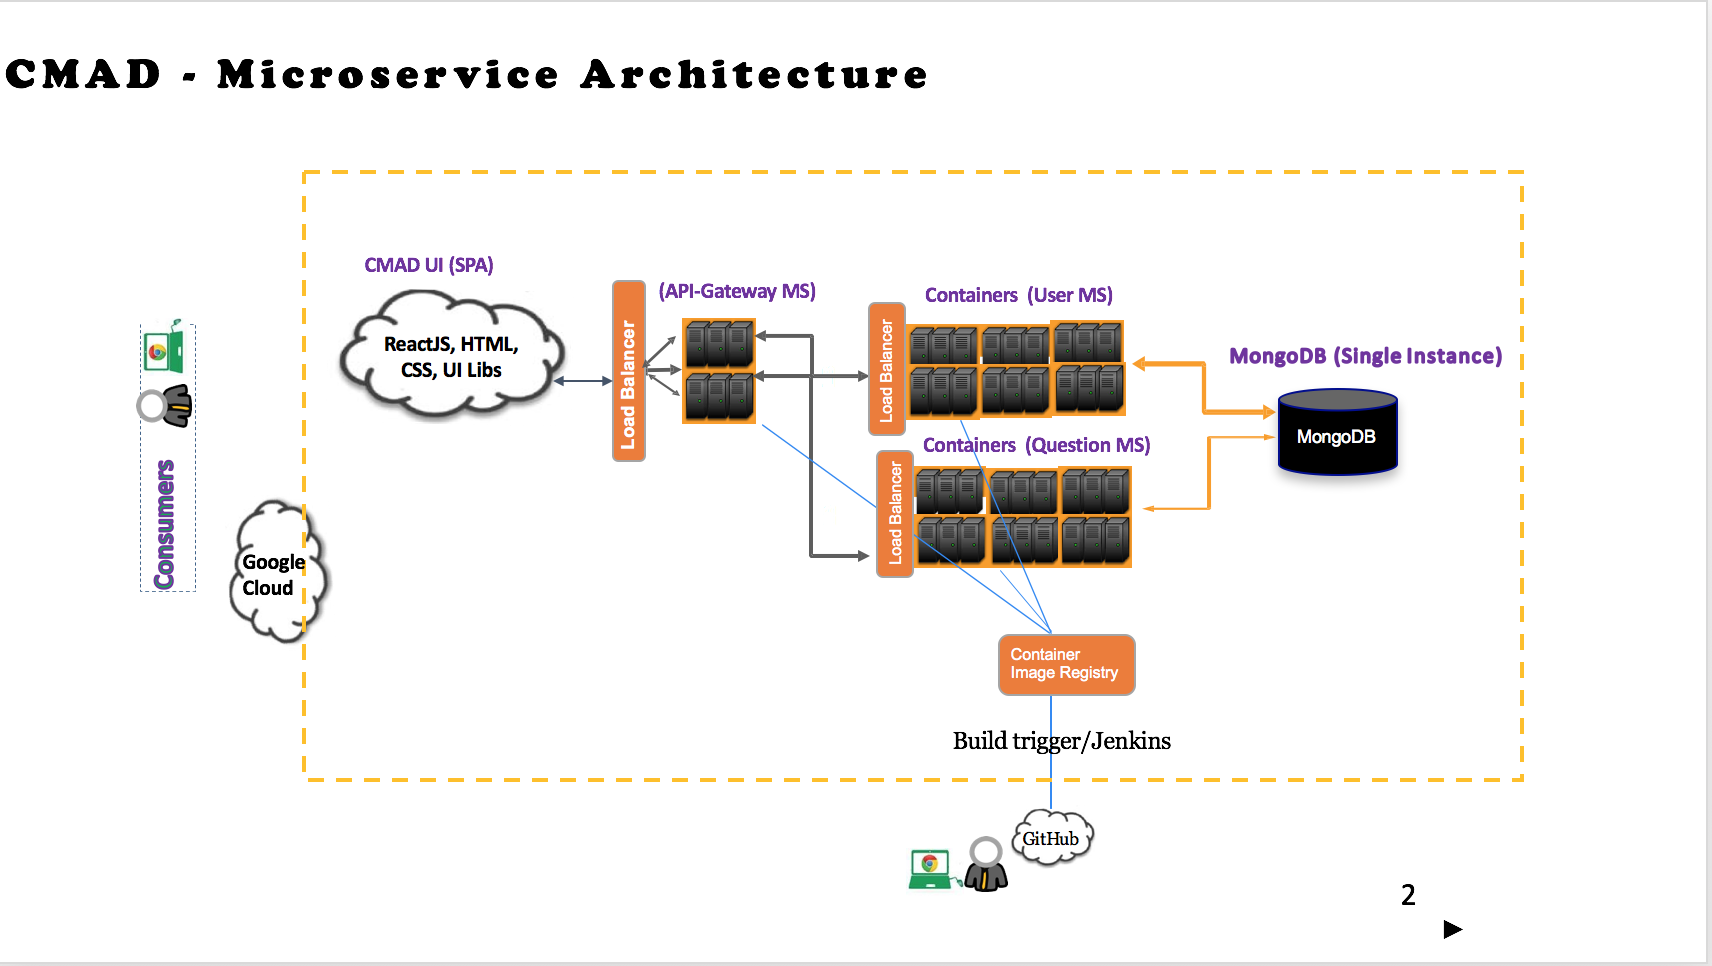 CMAD - Microservice Architecture
CMAD UI (SPA)
ReactJS, HTML,
CSS, UI Libs
Load Balancer
(API-Gateway MS)
Load Balancer
Containers (User MS)
MongoDB (Single Instance)
MongoDB
Load Balancer
Containers (Question MS)
Consumers
Google
Cloud
Container
Image Registry
Build trigger/Jenkins
GitHub
2